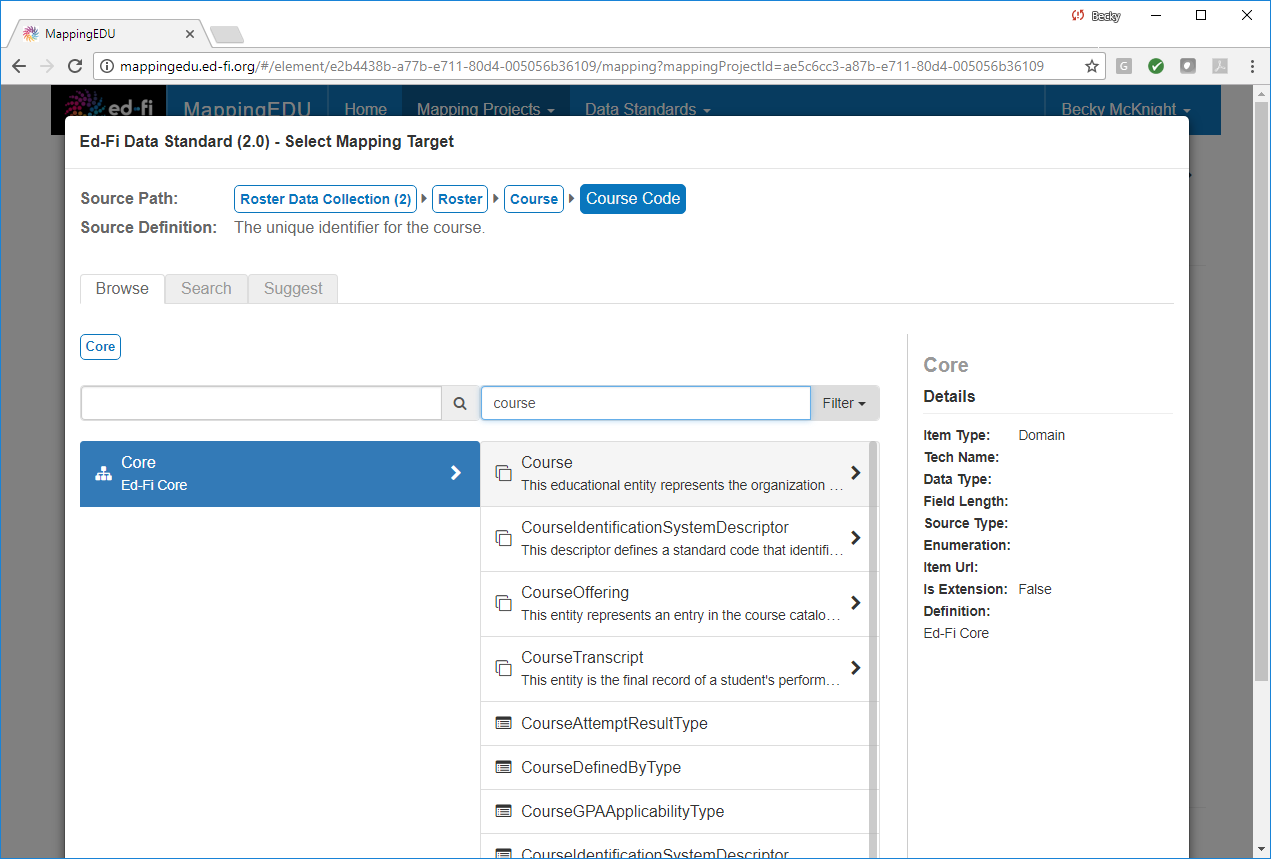 Becky
MappingEDU
mappingedu.ed-fi.org/#/element/e2b4438b-a77b-e711-80d4-005056b36109/mapping?mappingProjectId=ae5c6cc3-a87b-e711-80d4-005056b36109
G
ed-fi MappingEDU Home Mapping Projects Data Standards Becky McKnight
Ed-Fi Data Standard (2.0) - Select Mapping Target
Source Path: Roster Data Collection (2) Roster Course Course Code
Source Definition: The unique identifier for the course.
Browse Search Suggest
Core
course Filter
Core
Ed-Fi Core
Course
This educational entity represents the organization …
CourseIdentificationSystemDescriptor
This descriptor defines a standard code that identifi…
CourseOffering
This entity represents an entry in the course catalo…
CourseTranscript
This entity is the final record of a student's perform…
CourseAttemptResultType
CourseDefinedByType
CourseGPAApplicabilityType
CourseIdentificationSystemDescriptor
Core
Details
Item Type: Domain
Tech Name:
Data Type:
Field Length:
Source Type:
Enumeration:
Item Url:
Is Extension: False
Definition:
Ed-Fi Core